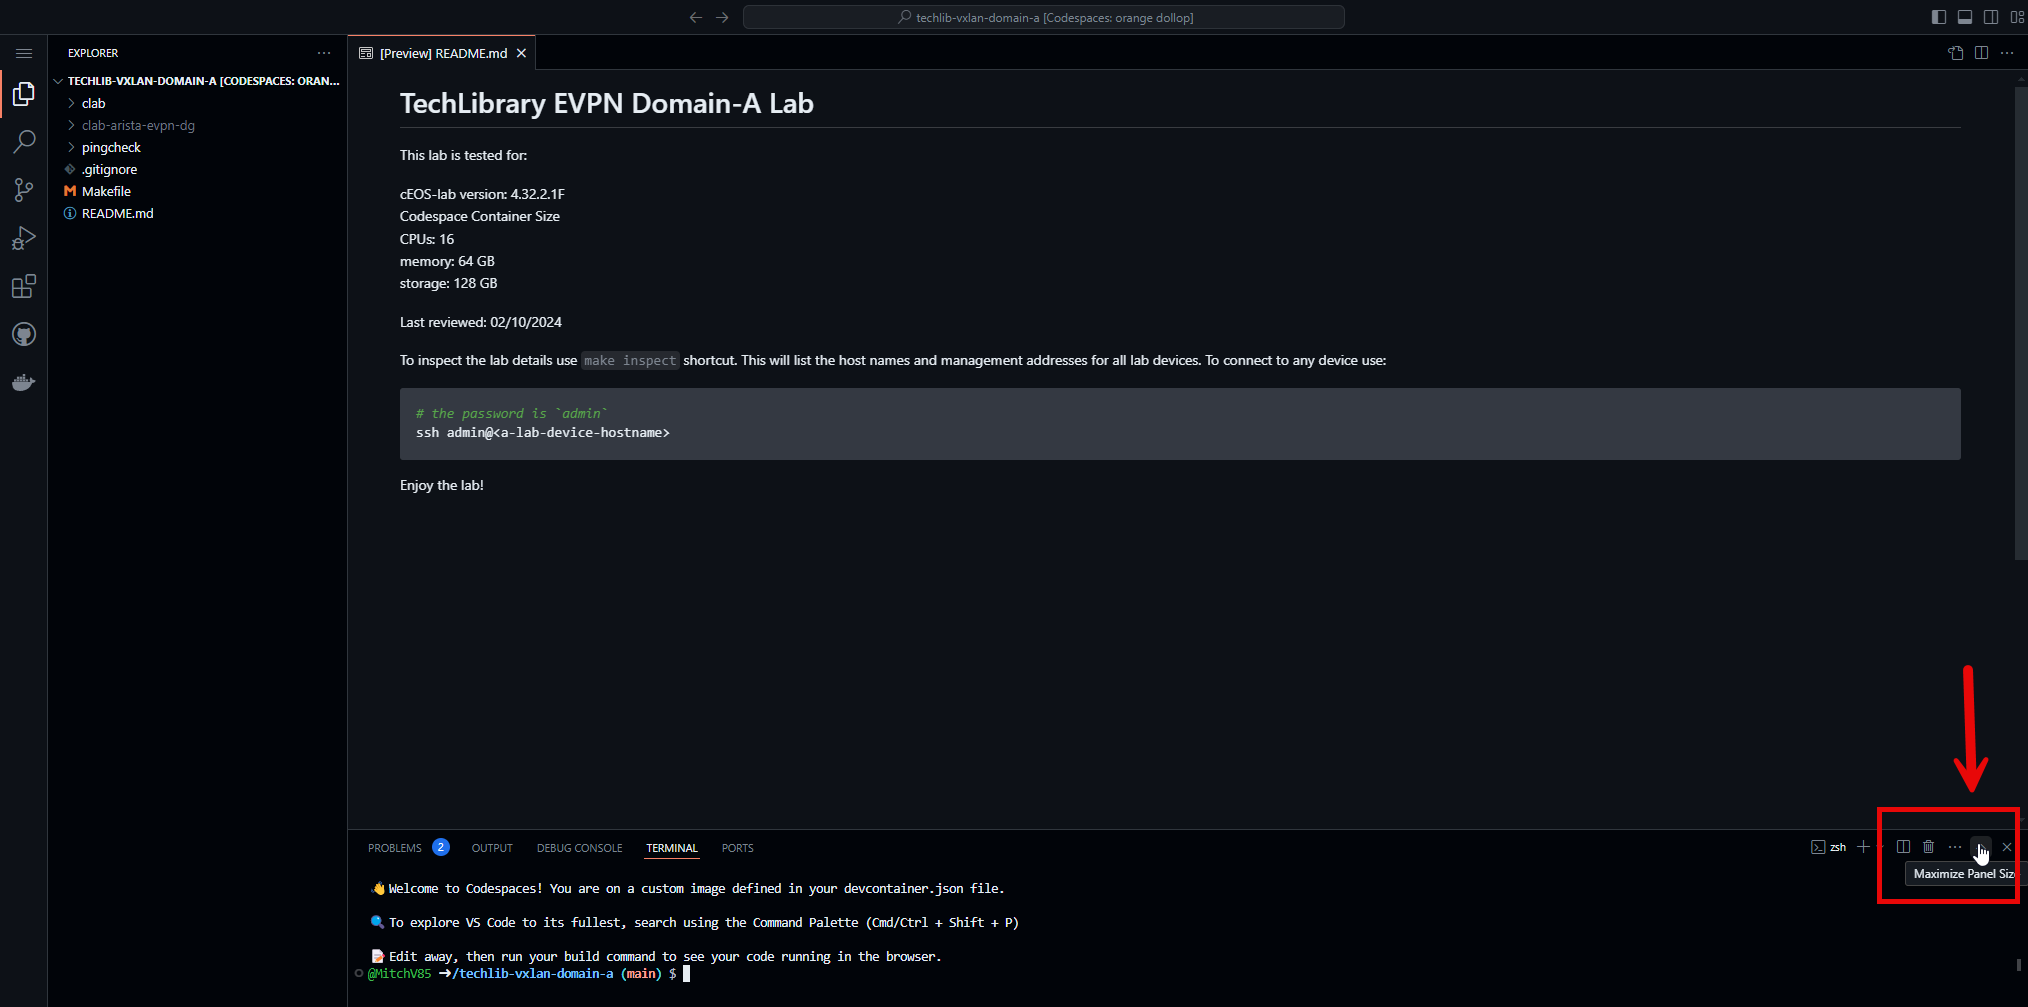 techlib-vxlan-domain-a [Codespaces: orange dollop]
EXPLORER
TECHLIB-VXLAN-DOMAIN-A [CODESPACES: ORAN...
clab
clab-arista-evpn-dg
pingcheck
.gitignore
Makefile
README.md
[Preview] README.md
TechLibrary EVPN Domain-A Lab
This lab is tested for:
cEOS-lab version: 4.32.2.1F
Codespace Container Size
CPUs: 16
memory: 64 GB
storage: 128 GB
Last reviewed: 02/10/2024
To inspect the lab details use make inspect shortcut. This will list the host names and management addresses for all lab devices. To connect to any device use:
# the password is `admin`
ssh admin@<a-lab-device-hostname>
Enjoy the lab!
PROBLEMS 2 OUTPUT DEBUG CONSOLE TERMINAL PORTS
zsh
Maximize Panel Size
👋 Welcome to Codespaces! You are on a custom image defined in your devcontainer.json file.
🔍 To explore VS Code to its fullest, search using the Command Palette (Cmd/Ctrl + Shift + P)
📝 Edit away, then run your build command to see your code running in the browser.
@MitchV85 ➜/techlib-vxlan-domain-a (main) $